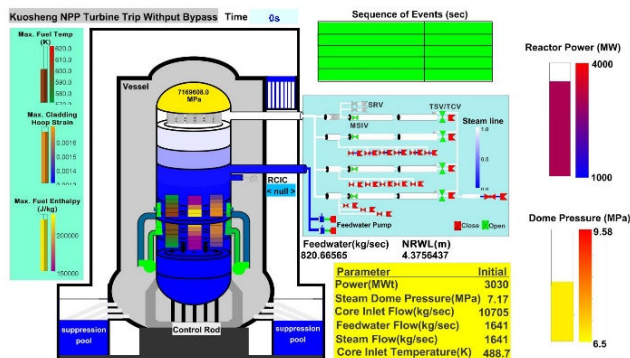 Kuosheng NPP Turbine Trip Withput Bypass
Time
0s
Sequence of Events (sec)
Max. Fuel Temp
(K)
620.0
610.0
600.0
590.0
580.0
570.0
Max. Cladding
Hoop Strain
0.0016
0.0015
0.0014
0.0013
Max. Fuel Enthalpy
(J/kg)
200000
150000
Vessel
7169608.0
MPa
RCIC
< null >
Control Rod
suppression
pool
suppression
pool
SRV
MSIV
TSV/TCV
Steam line
1.0
0.0
Feedwater Pump
Close
Open
Feedwater(kg/sec)
820.66565
NRWL(m)
4.3756437
Parameter Initial
Power(MWt) 3030
Steam Dome Pressure(MPa) 7.17
Core Inlet Flow(kg/sec) 10705
Feedwater Flow(kg/sec) 1641
Steam Flow(kg/sec) 1641
Core Inlet Temperature(K) 488.7
Reactor Power (MW)
4000
1000
Dome Pressure (MPa)
9.58
6.5